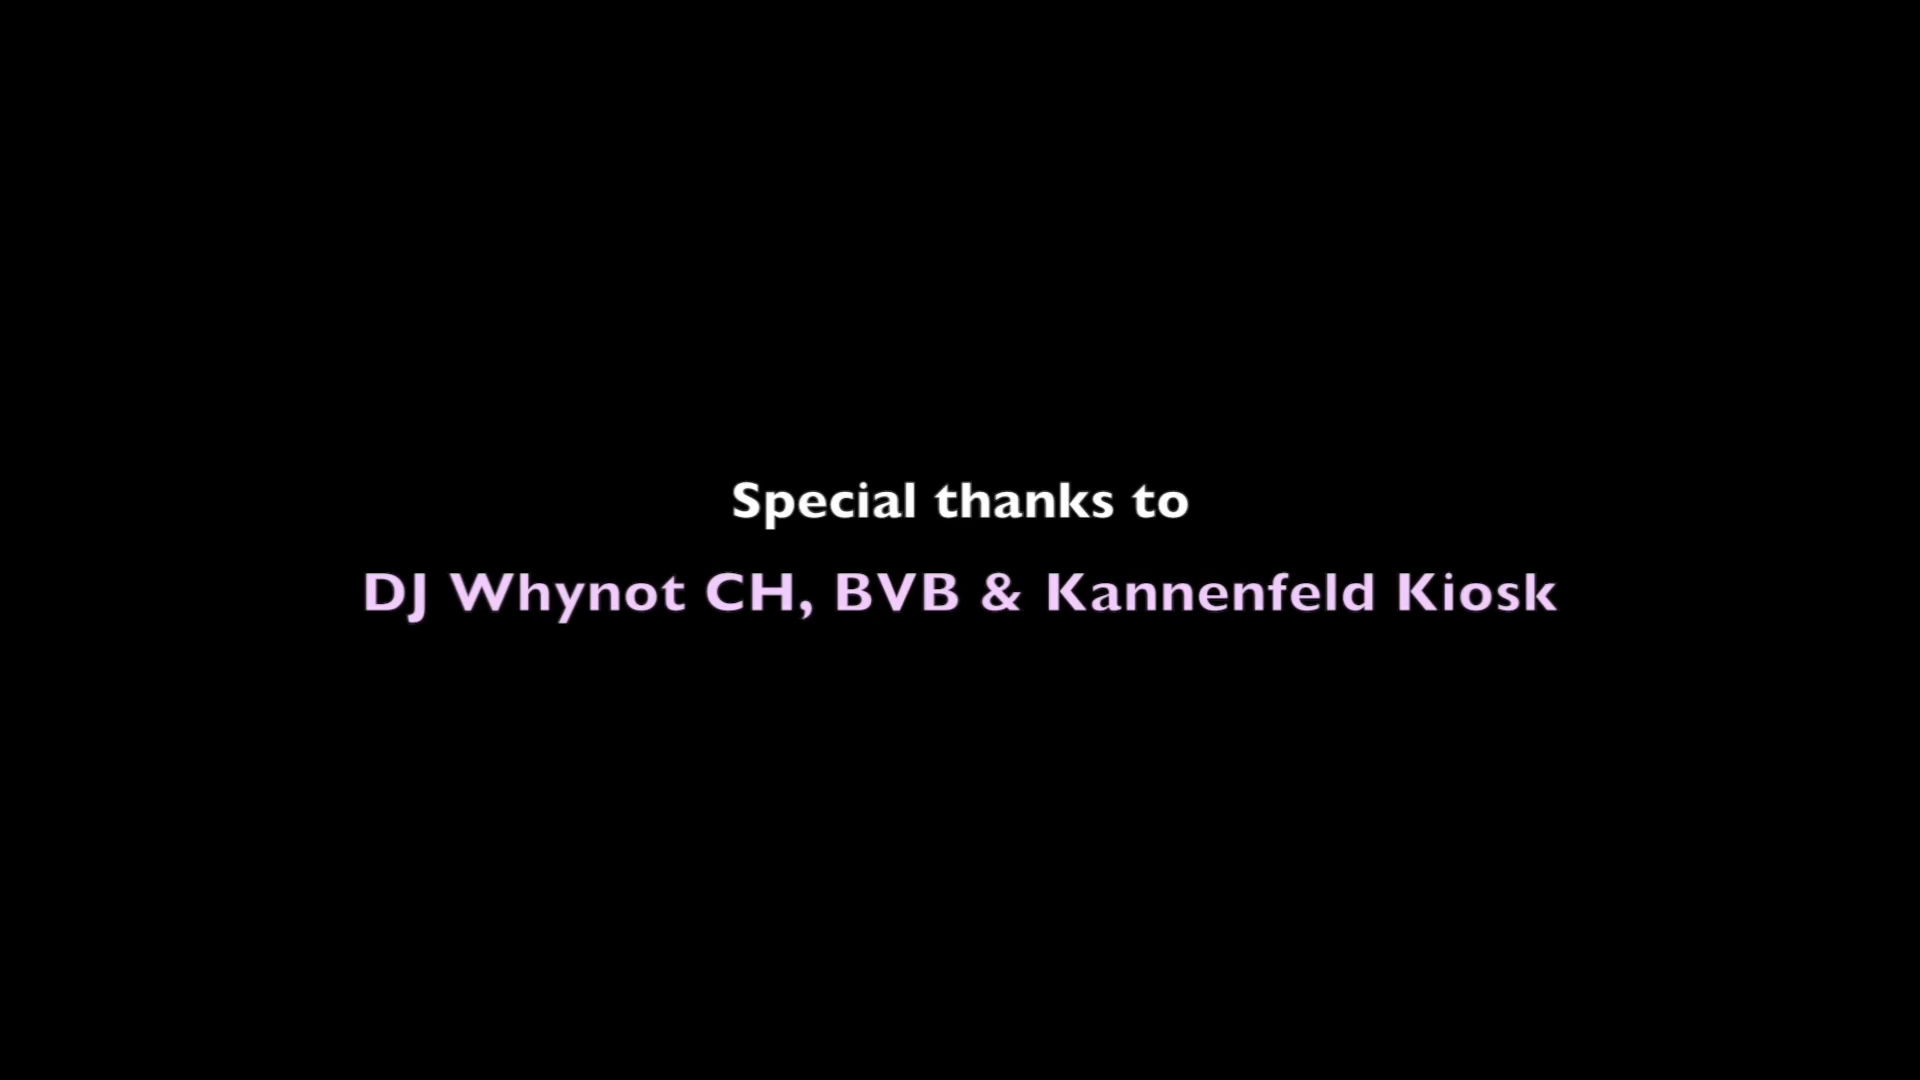 Special thanks to
DJ Whynot CH, BVB & Kannenfeld Kiosk